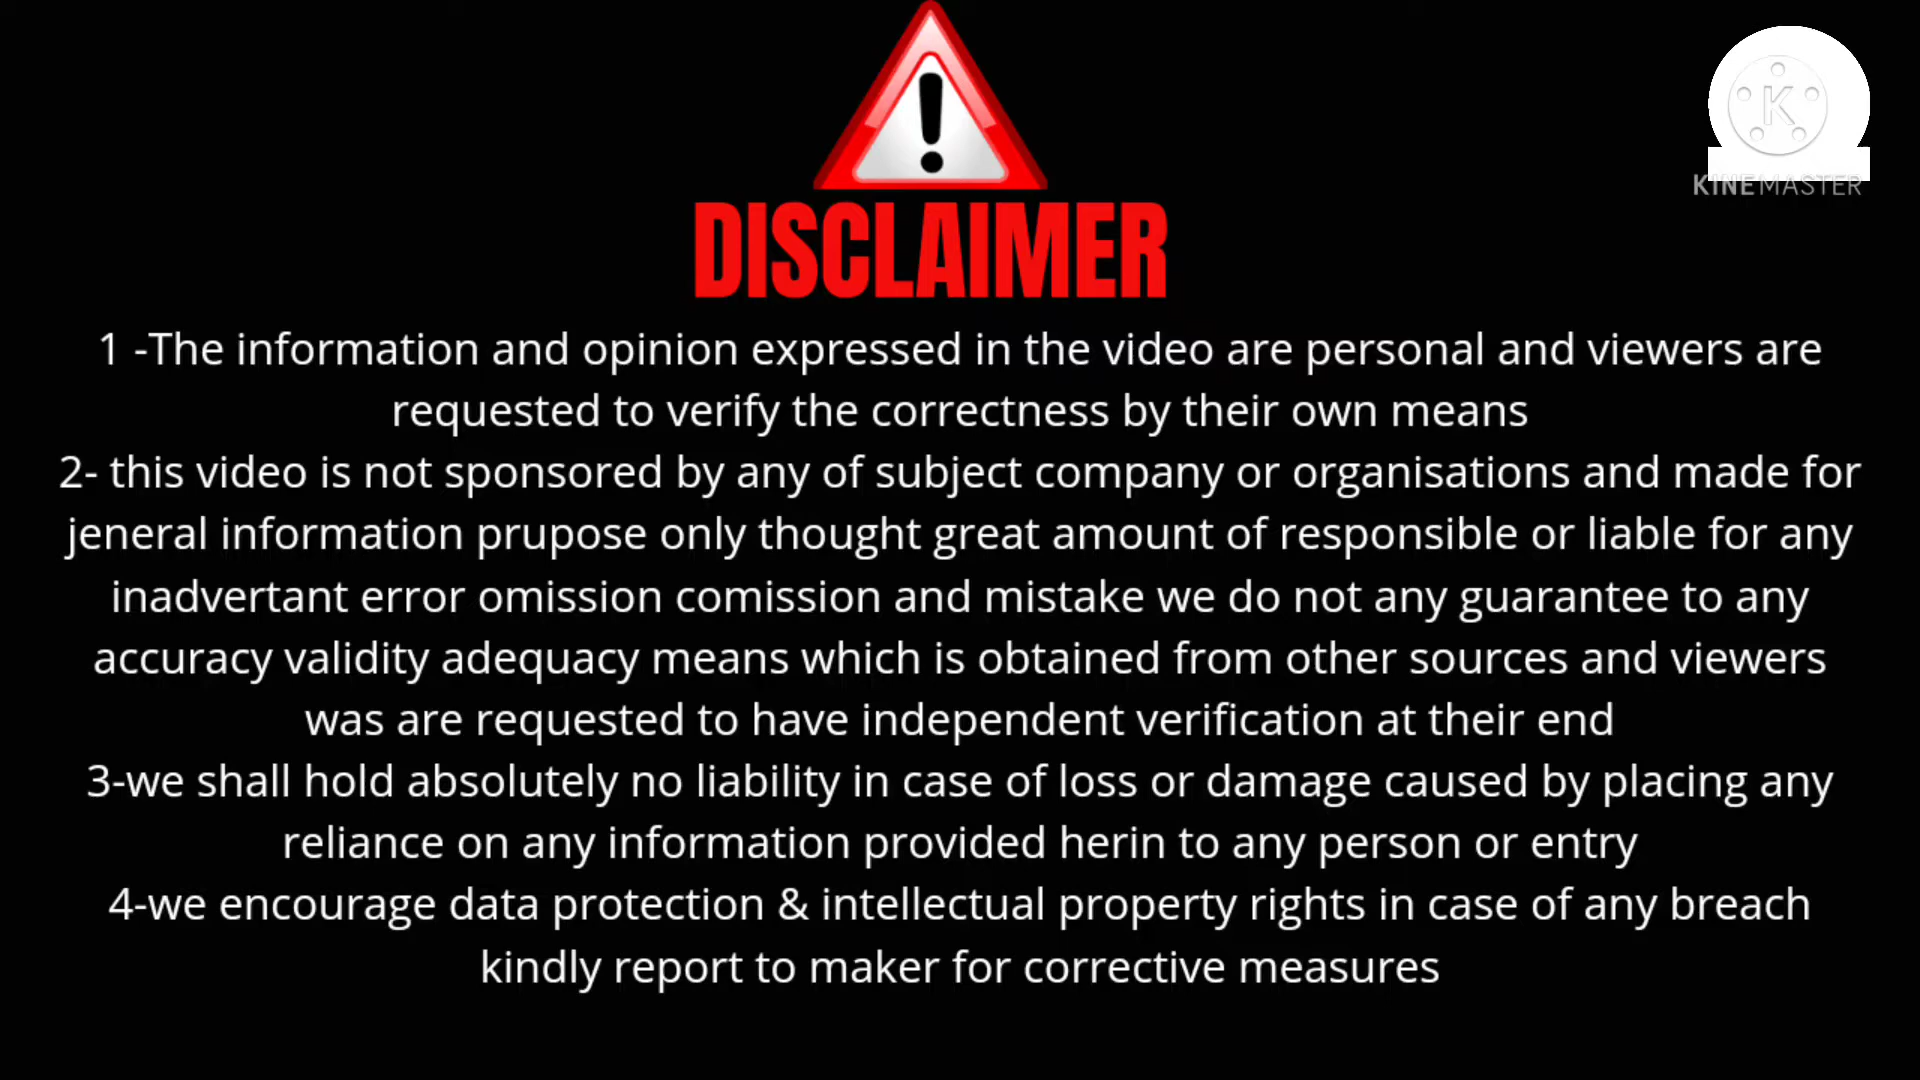 K
KINEMASTER
DISCLAIMER
1 -The information and opinion expressed in the video are personal and viewers are
requested to verify the correctness by their own means
2- this video is not sponsored by any of subject company or organisations and made for
jeneral information prupose only thought great amount of responsible or liable for any
inadvertant error omission comission and mistake we do not any guarantee to any
accuracy validity adequacy means which is obtained from other sources and viewers
was are requested to have independent verification at their end
3-we shall hold absolutely no liability in case of loss or damage caused by placing any
reliance on any information provided herin to any person or entry
4-we encourage data protection & intellectual property rights in case of any breach
kindly report to maker for corrective measures